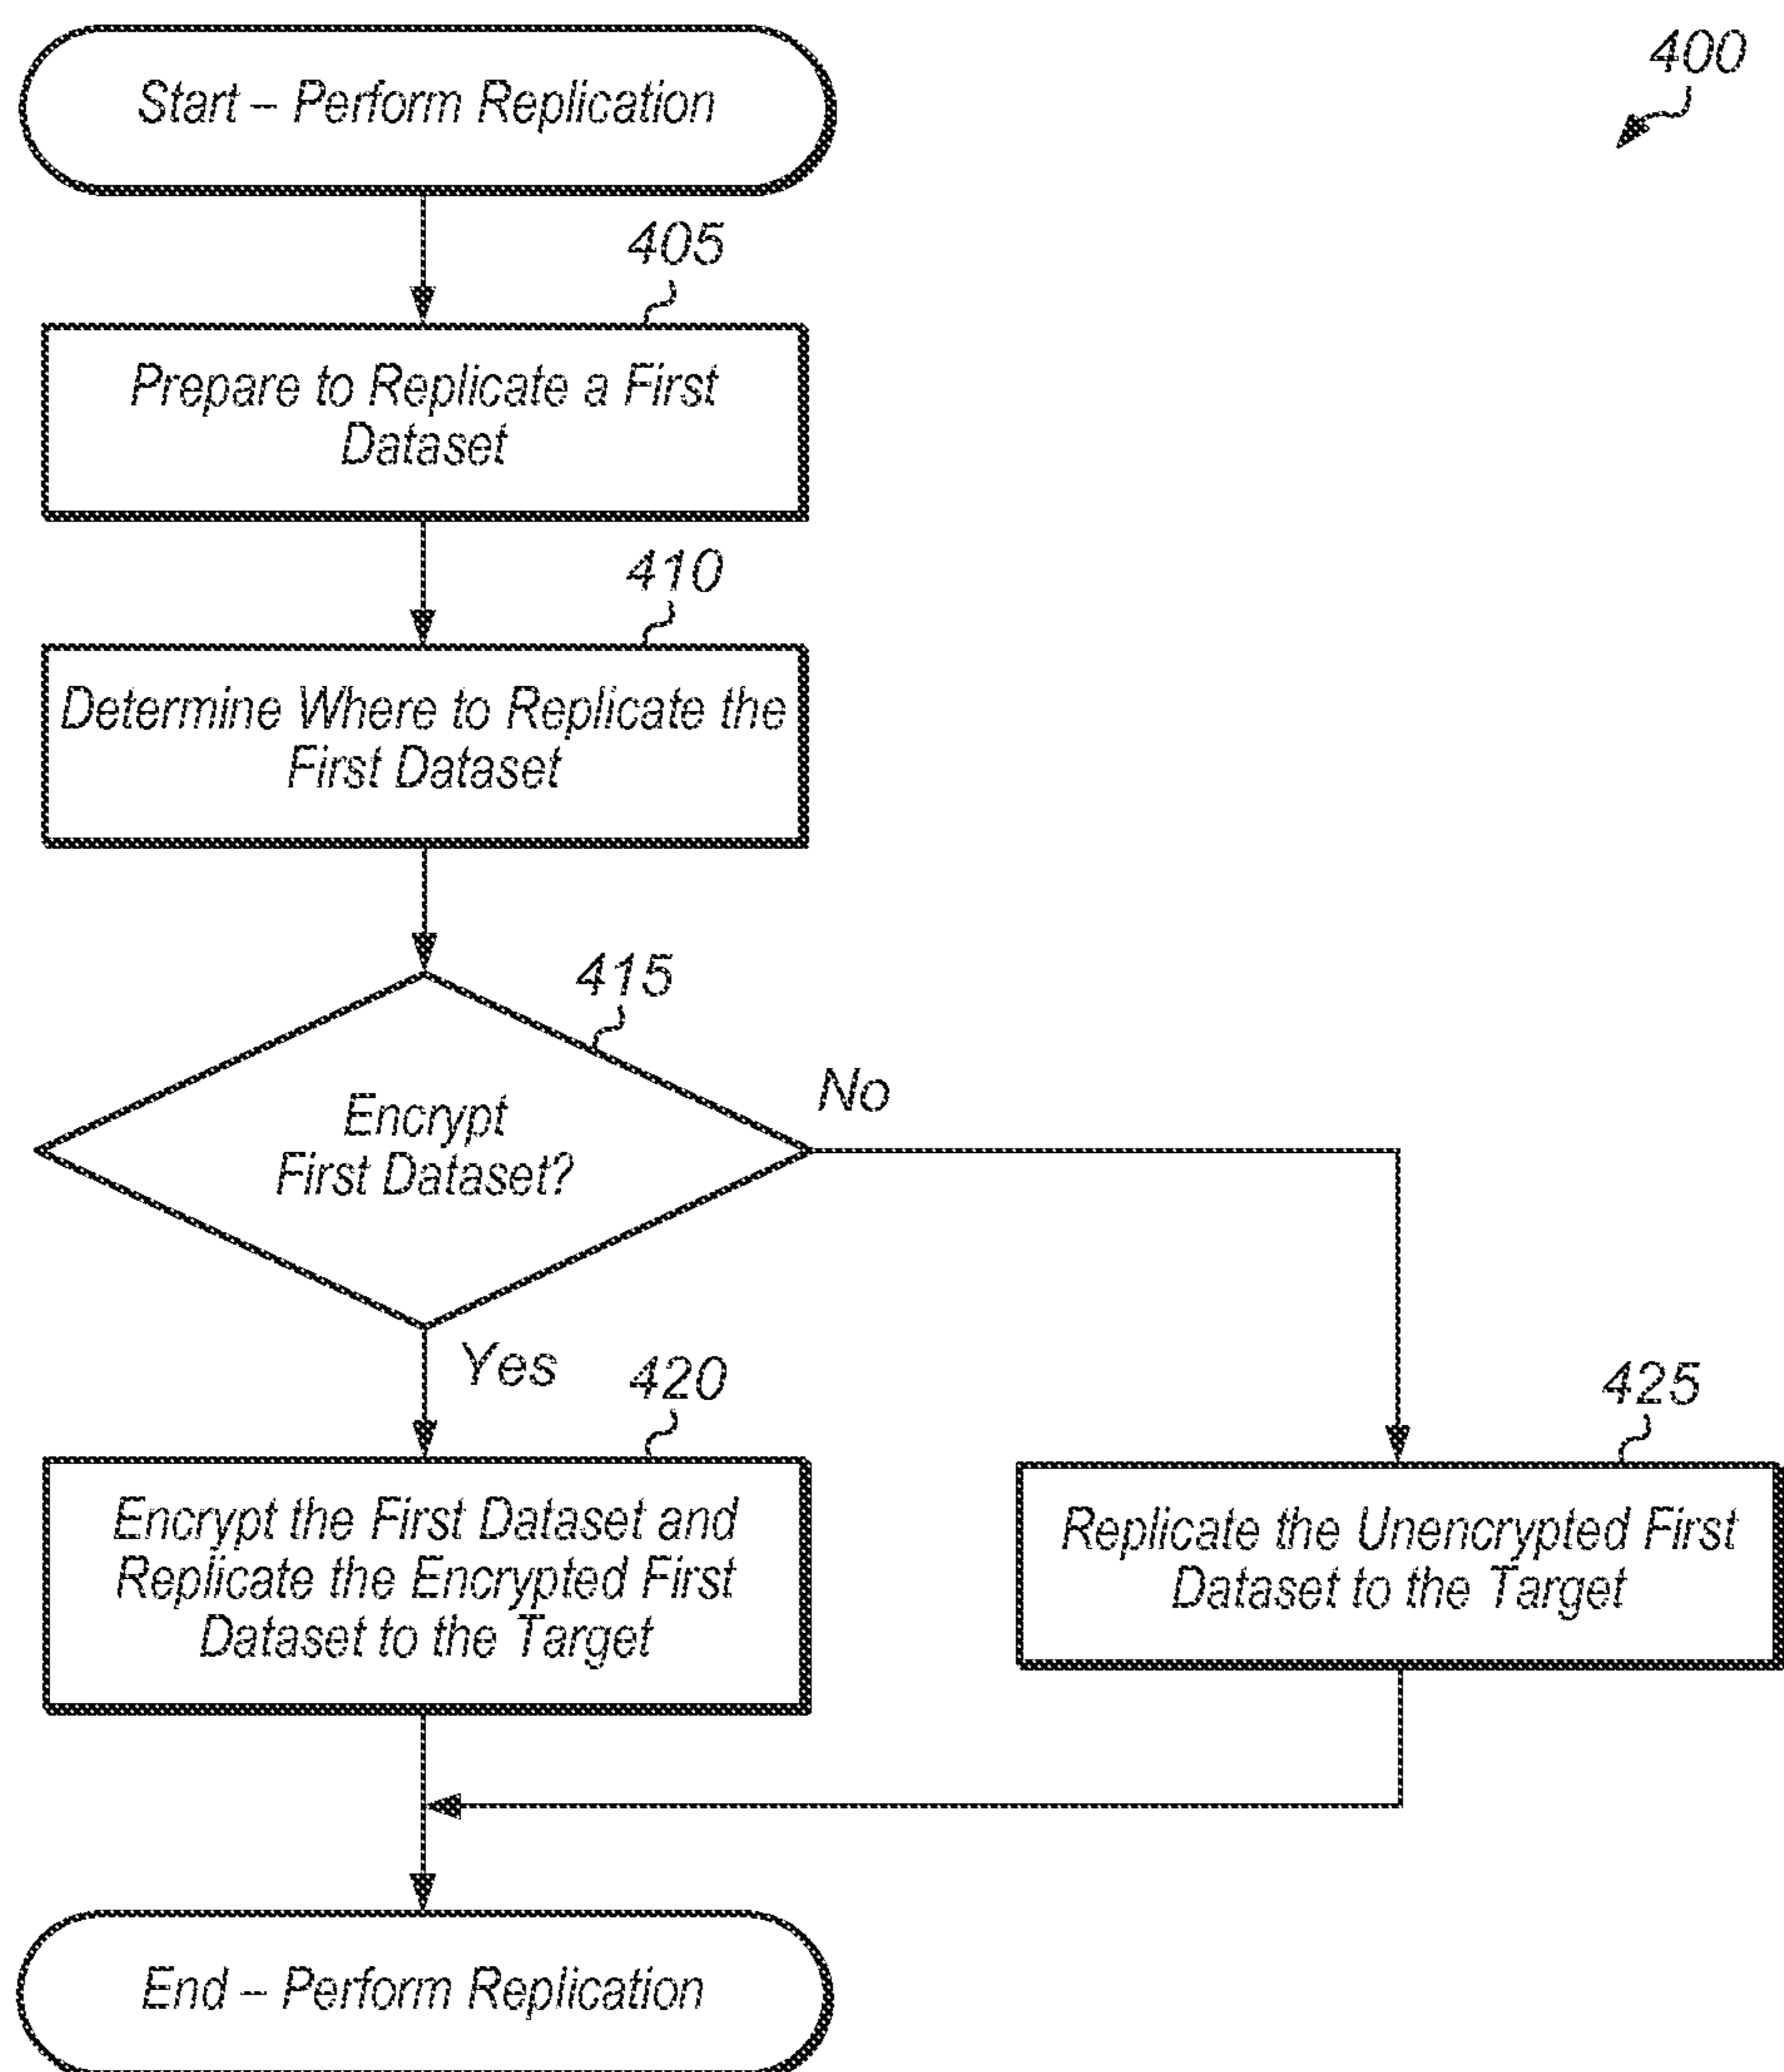 Start – Perform Replication
400
405
Prepare to Replicate a First
Dataset
410
Determine Where to Replicate the
First Dataset
415
Encrypt
First Dataset?
No
Yes
420
425
Encrypt the First Dataset and
Replicate the Encrypted First
Dataset to the Target
Replicate the Unencrypted First
Dataset to the Target
End – Perform Replication